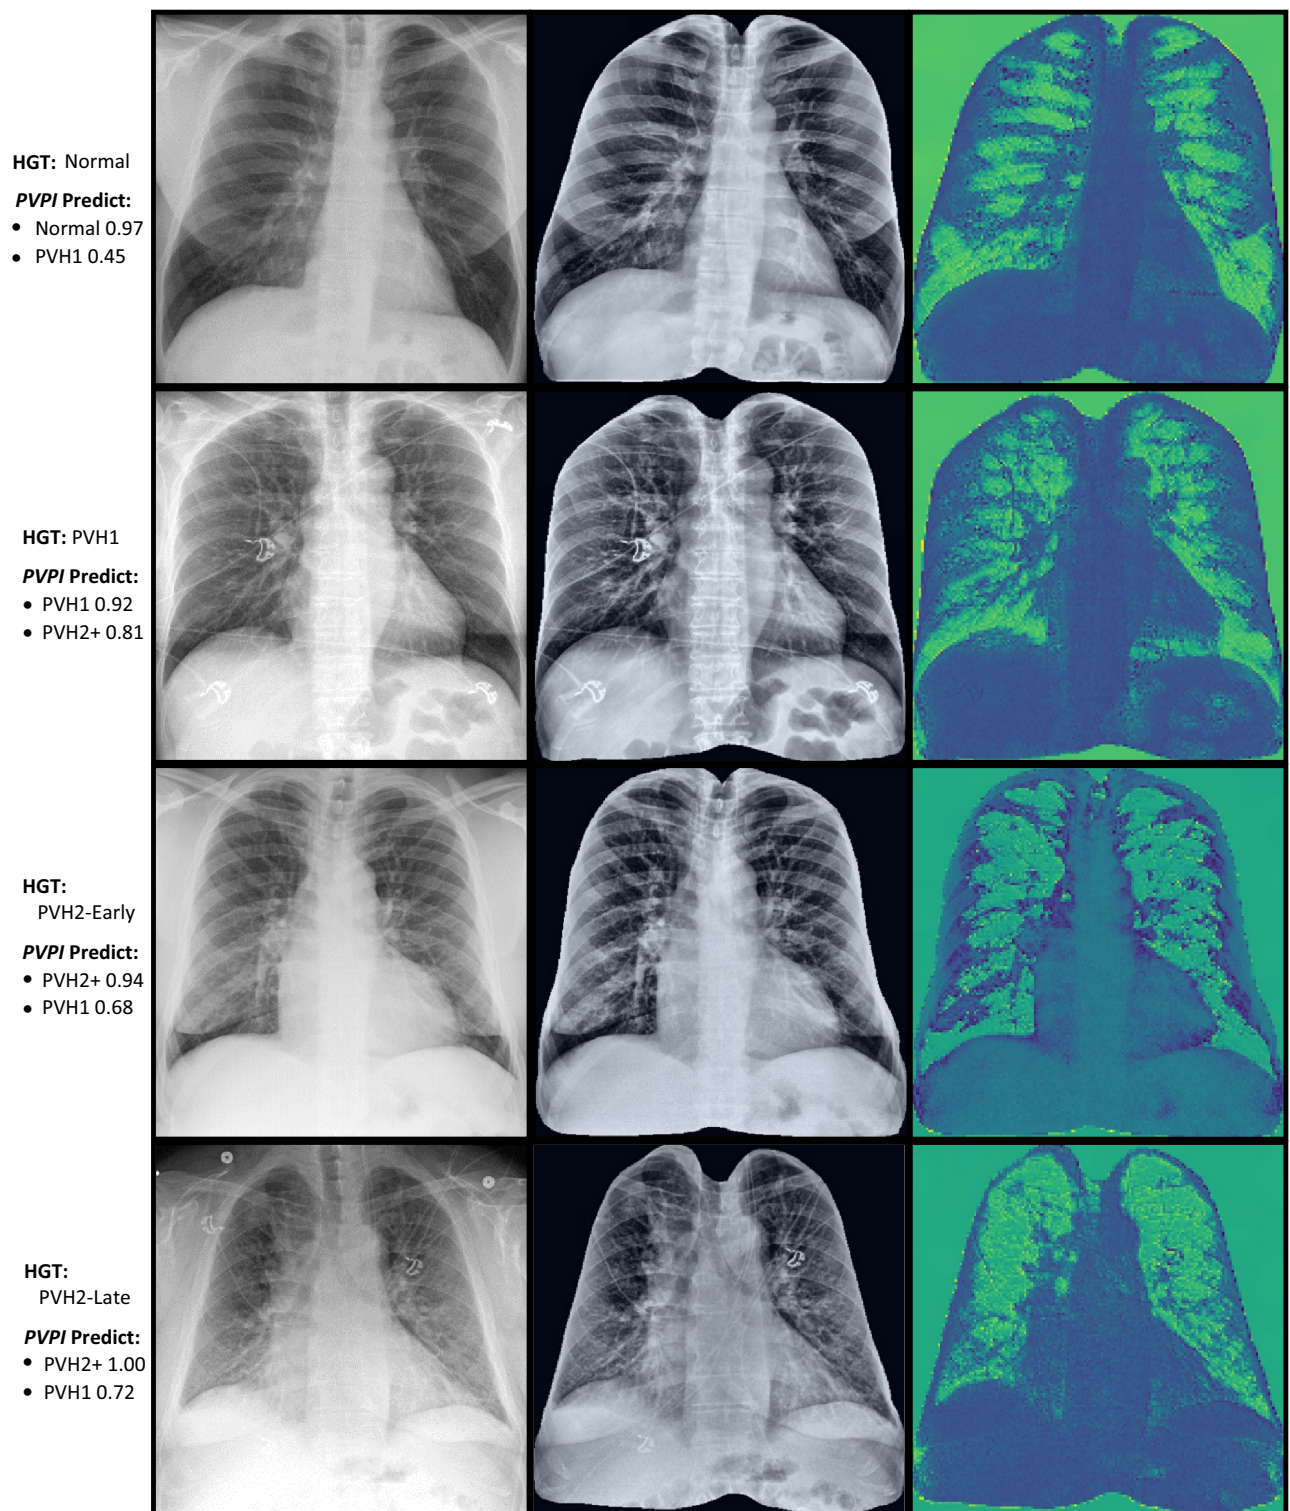 HGT: Normal
PVPI Predict:
• Normal 0.97
• PVH1 0.45
HGT: PVH1
PVPI Predict:
• PVH1 0.92
• PVH2+ 0.81
HGT:
PVH2-Early
PVPI Predict:
• PVH2+ 0.94
• PVH1 0.68
HGT:
PVH2-Late
PVPI Predict:
• PVH2+ 1.00
• PVH1 0.72